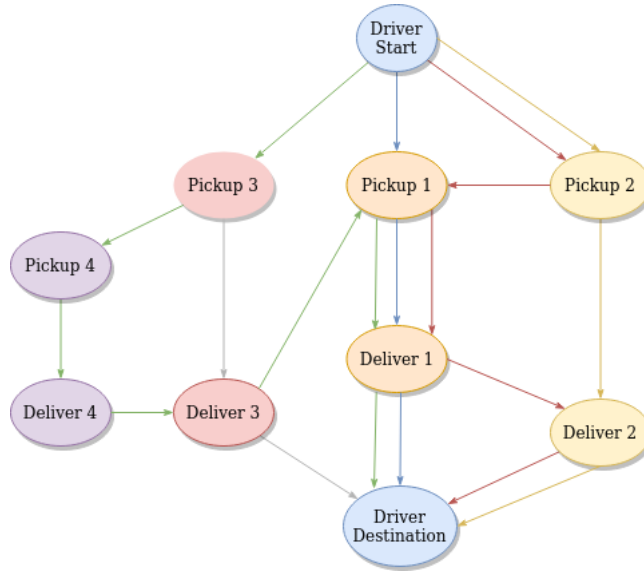 Driver
Start
Pickup 3
Pickup 1
Pickup 2
Pickup 4
Deliver 1
Deliver 4
Deliver 3
Deliver 2
Driver
Destination